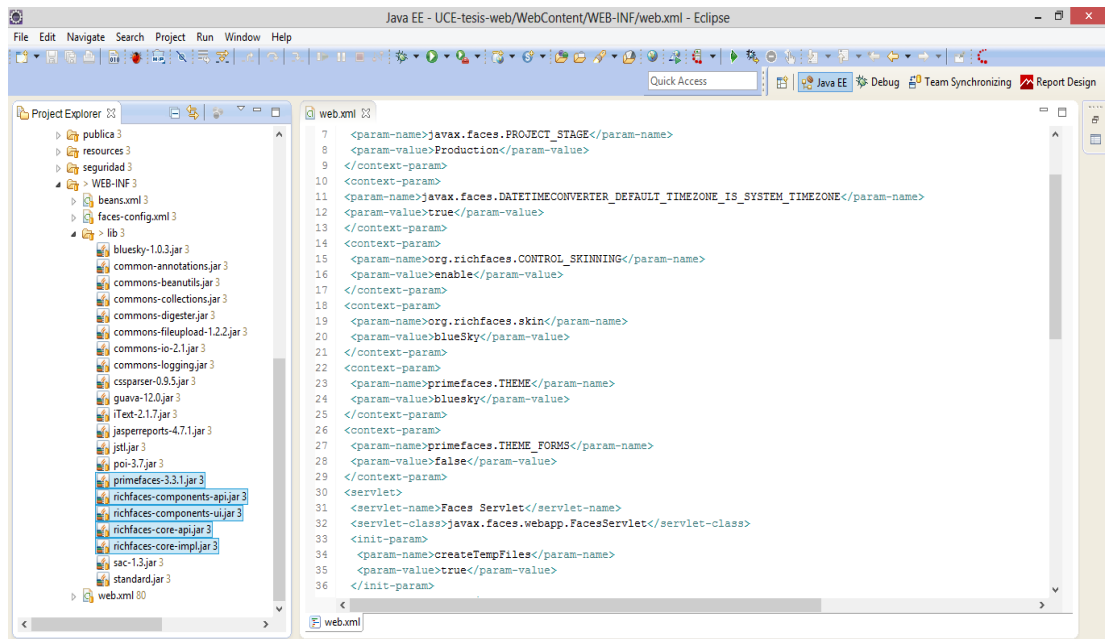 Java EE - UCE-tesis-web/WebContent/WEB-INF/web.xml - Eclipse
File Edit Navigate Search Project Run Window Help
Quick Access
Java EE
Debug
Team Synchronizing
Report Design
Project Explorer
publica 3
resources 3
seguridad 3
> WEB-INF 3
beans.xml 3
faces-config.xml 3
> lib 3
bluesky-1.0.3.jar 3
common-annotations.jar 3
commons-beanutils.jar 3
commons-collections.jar 3
commons-digester.jar 3
commons-fileupload-1.2.2.jar 3
commons-io-2.1.jar 3
commons-logging.jar 3
cssparser-0.9.5.jar 3
guava-12.0.jar 3
iText-2.1.7.jar 3
jasperreports-4.7.1.jar 3
jstl.jar 3
poi-3.7.jar 3
primefaces-3.3.1.jar 3
richfaces-components-api.jar 3
richfaces-components-ui.jar 3
richfaces-core-api.jar 3
richfaces-core-impl.jar 3
sac-1.3.jar 3
standard.jar 3
web.xml 80
web.xml
7 <param-name>javax.faces.PROJECT_STAGE</param-name>
8 <param-value>Production</param-value>
9 </context-param>
10 <context-param>
11 <param-name>javax.faces.DATETIMECONVERTER_DEFAULT_TIMEZONE_IS_SYSTEM_TIMEZONE</param-name>
12 <param-value>true</param-value>
13 </context-param>
14 <context-param>
15 <param-name>org.richfaces.CONTROL_SKINNING</param-name>
16 <param-value>enable</param-value>
17 </context-param>
18 <context-param>
19 <param-name>org.richfaces.skin</param-name>
20 <param-value>blueSky</param-value>
21 </context-param>
22 <context-param>
23 <param-name>primefaces.THEME</param-name>
24 <param-value>bluesky</param-value>
25 </context-param>
26 <context-param>
27 <param-name>primefaces.THEME_FORMS</param-name>
28 <param-value>false</param-value>
29 </context-param>
30 <servlet>
31 <servlet-name>Faces Servlet</servlet-name>
32 <servlet-class>javax.faces.webapp.FacesServlet</servlet-class>
33 <init-param>
34 <param-name>createTempFiles</param-name>
35 <param-value>true</param-value>
36 </init-param>
web.xml